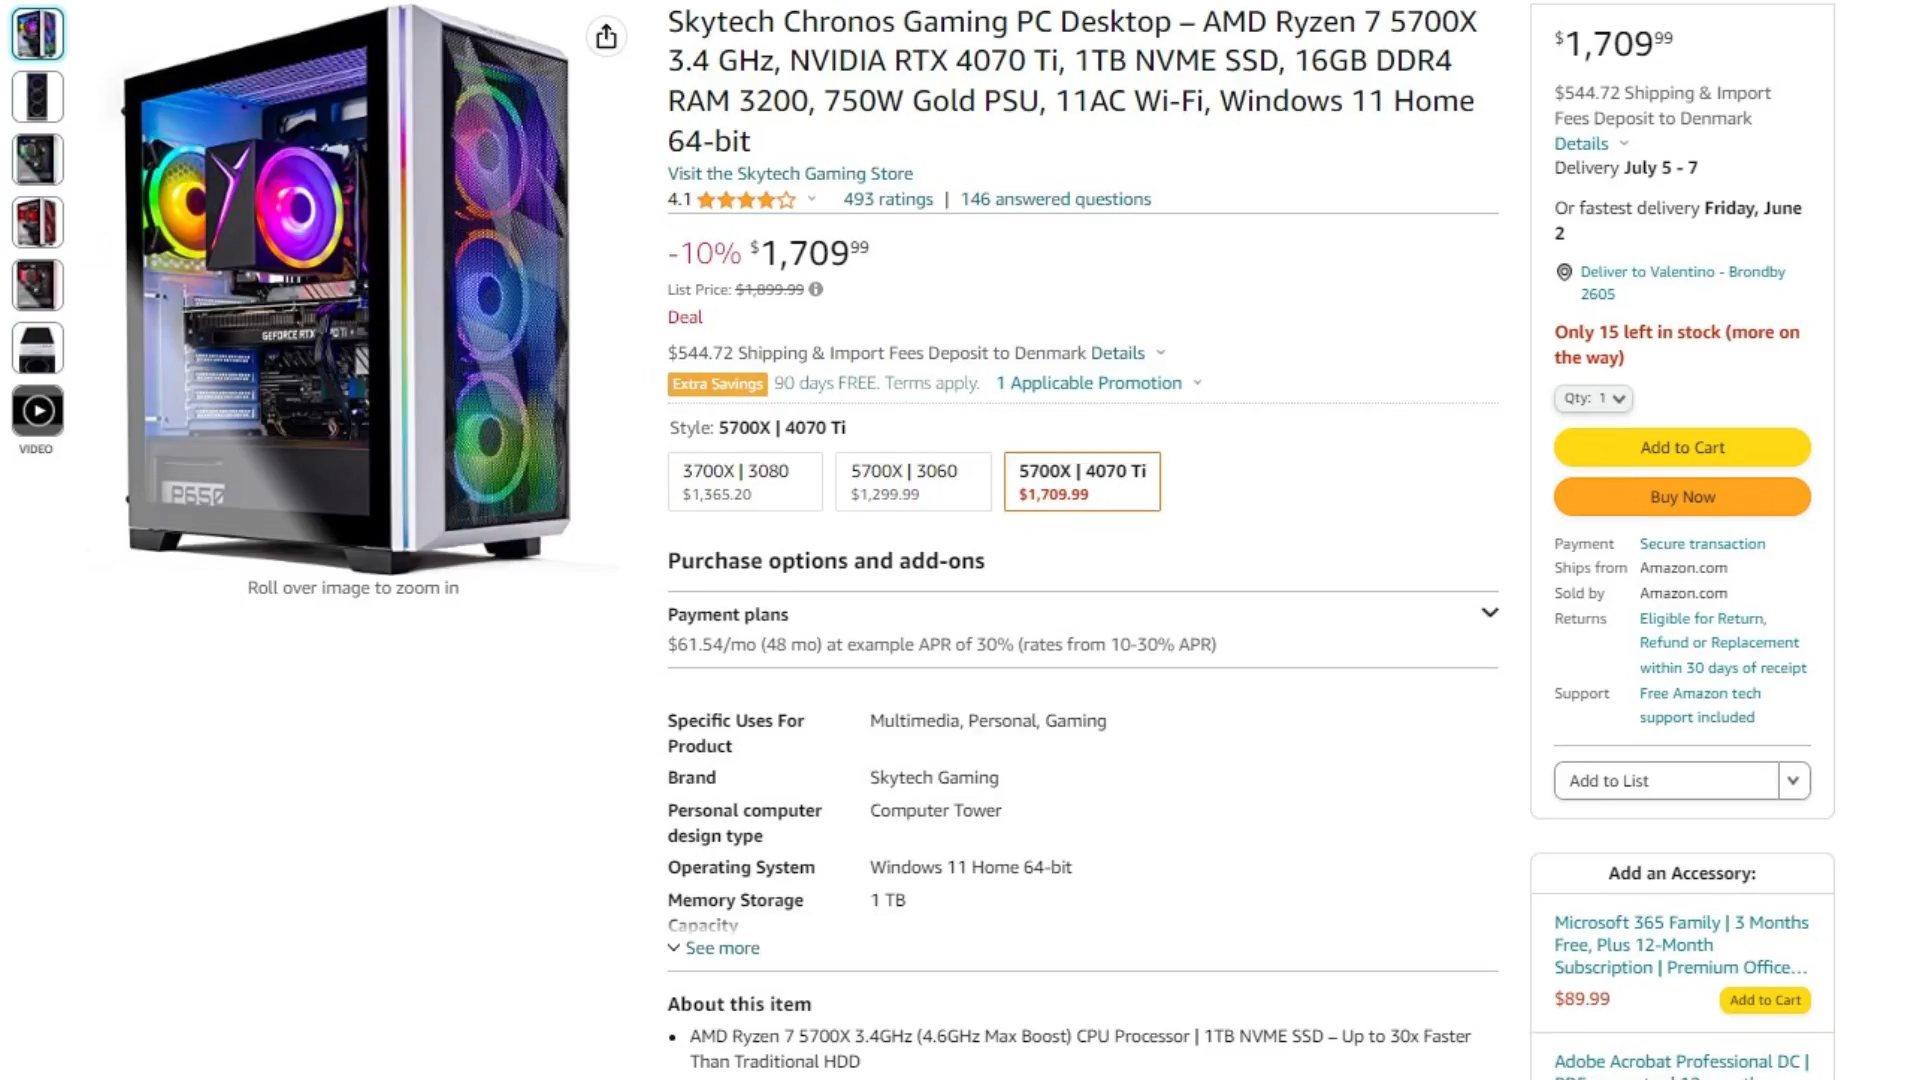 Skytech Chronos Gaming PC Desktop – AMD Ryzen 7 5700X
3.4 GHz, NVIDIA RTX 4070 Ti, 1TB NVME SSD, 16GB DDR4
RAM 3200, 750W Gold PSU, 11AC Wi-Fi, Windows 11 Home
64-bit
Visit the Skytech Gaming Store
4.1
493 ratings | 146 answered questions
-10% $1,709 99
List Price: $1,899.99
Deal
$544.72 Shipping & Import Fees Deposit to Denmark Details
Extra Savings 90 days FREE. Terms apply. 1 Applicable Promotion
Style: 5700X | 4070 Ti
3700X | 3080
$1,365.20
5700X | 3060
$1,299.99
5700X | 4070 Ti
$1,709.99
Purchase options and add-ons
Payment plans
$61.54/mo (48 mo) at example APR of 30% (rates from 10-30% APR)
Specific Uses For
Product
Multimedia, Personal, Gaming
Brand
Skytech Gaming
Personal computer
design type
Computer Tower
Operating System
Windows 11 Home 64-bit
Memory Storage
Capacity
1 TB
See more
About this item
• AMD Ryzen 7 5700X 3.4GHz (4.6GHz Max Boost) CPU Processor | 1TB NVME SSD – Up to 30x Faster
Than Traditional HDD
VIDEO
GEFORCE RTX
P650
Roll over image to zoom in
$1,709 99
$544.72 Shipping & Import
Fees Deposit to Denmark
Details
Delivery July 5 - 7
Or fastest delivery Friday, June
2
Deliver to Valentino - Brondby
2605
Only 15 left in stock (more on
the way)
Qty: 1
Add to Cart
Buy Now
Payment
Secure transaction
Ships from
Amazon.com
Sold by
Amazon.com
Returns
Eligible for Return,
Refund or Replacement
within 30 days of receipt
Support
Free Amazon tech
support included
Add to List
Add an Accessory:
Microsoft 365 Family | 3 Months
Free, Plus 12-Month
Subscription | Premium Office...
$89.99
Add to Cart
Adobe Acrobat Professional DC |